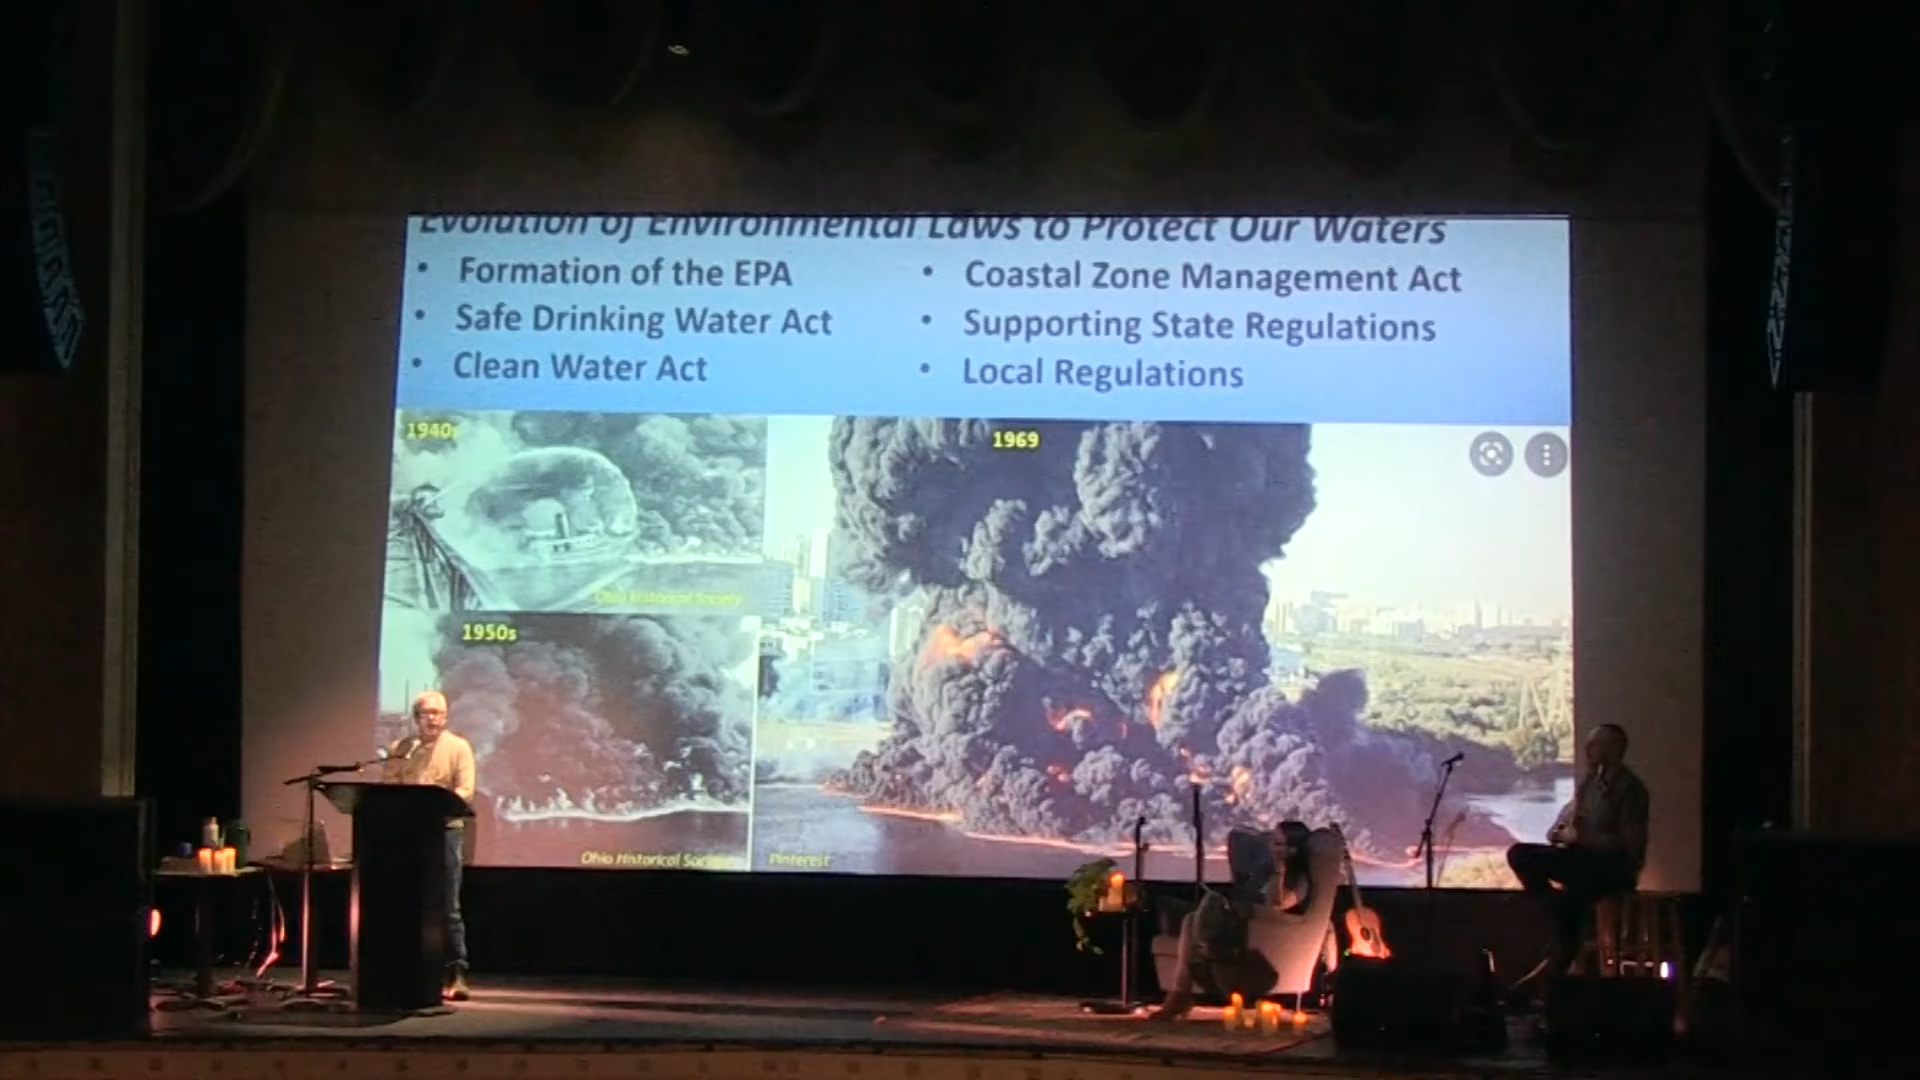 Evolution of Environmental Laws to Protect Our Waters
• Formation of the EPA
• Safe Drinking Water Act
• Clean Water Act
• Coastal Zone Management Act
• Supporting State Regulations
• Local Regulations
1940s
Ohio Historical Society
1950s
Ohio Historical
1969
Pinterest